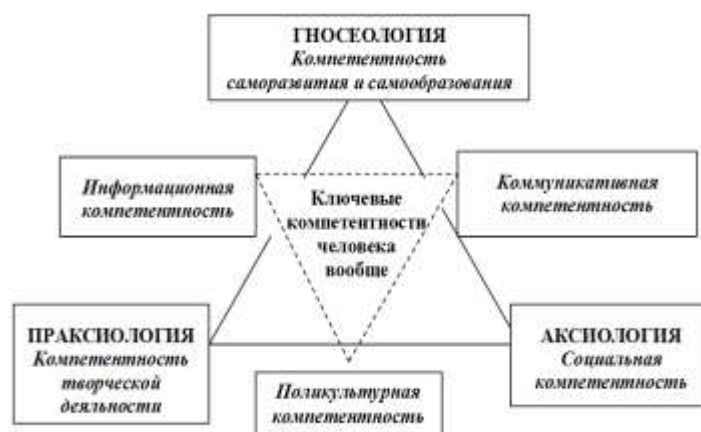 ГНОСЕОЛОГИЯ
Компетентность
саморазвития и самообразования
Информационная
компетентность
Ключевые
компетентности
человека
вообще
Коммуникативная
компетентность
ПРАКСИОЛОГИЯ
Компетентность
творческой
деяльности
Поликультурная
компетентность
АКСИОЛОГИЯ
Социальная
компетентность